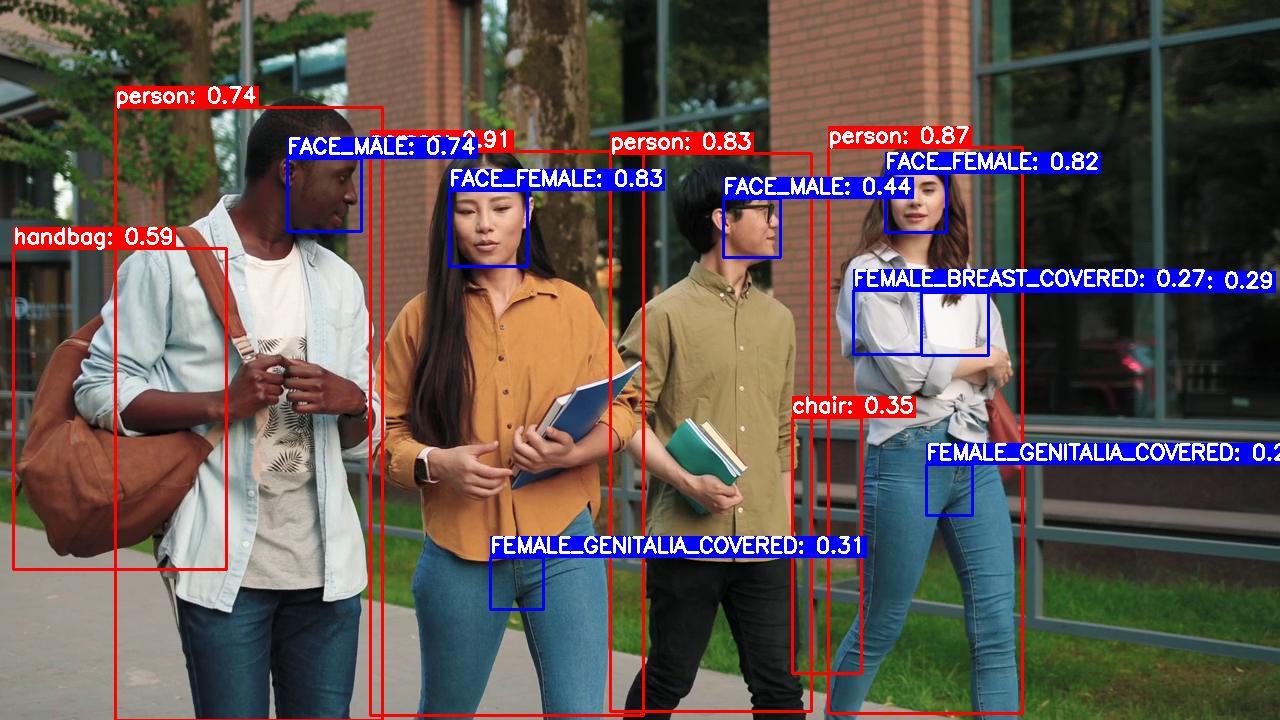 person: 0.74
.91
person: 0.83
person: 0.87
FACE_MALE: 0.74
FACE_FEMALE: 0.82
FACE_FEMALE: 0.83
FACE_MALE: 0.44
handbag: 0.59
FEMALE_BREAST_COVERED: 0.27: 0.29
chair: 0.35
FEMALE_GENITALIA_COVERED: 0.2
FEMALE_GENITALIA_COVERED: 0.31